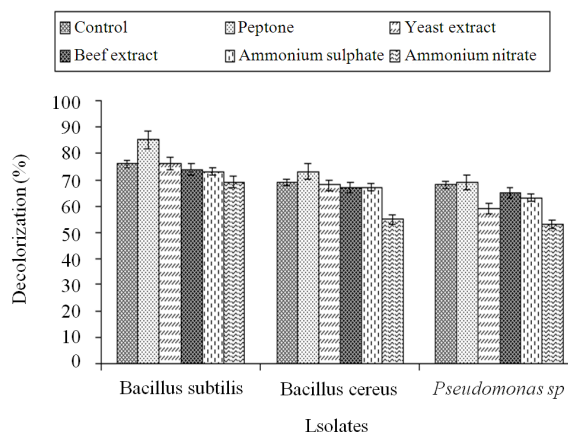 Control Peptone Yeast extract
Beef extract Ammonium sulphate Ammonium nitrate
Decolorization (%)
100
90
80
70
60
50
40
30
20
10
0
Bacillus subtilis Bacillus cereus Pseudomonas sp
Lsolates